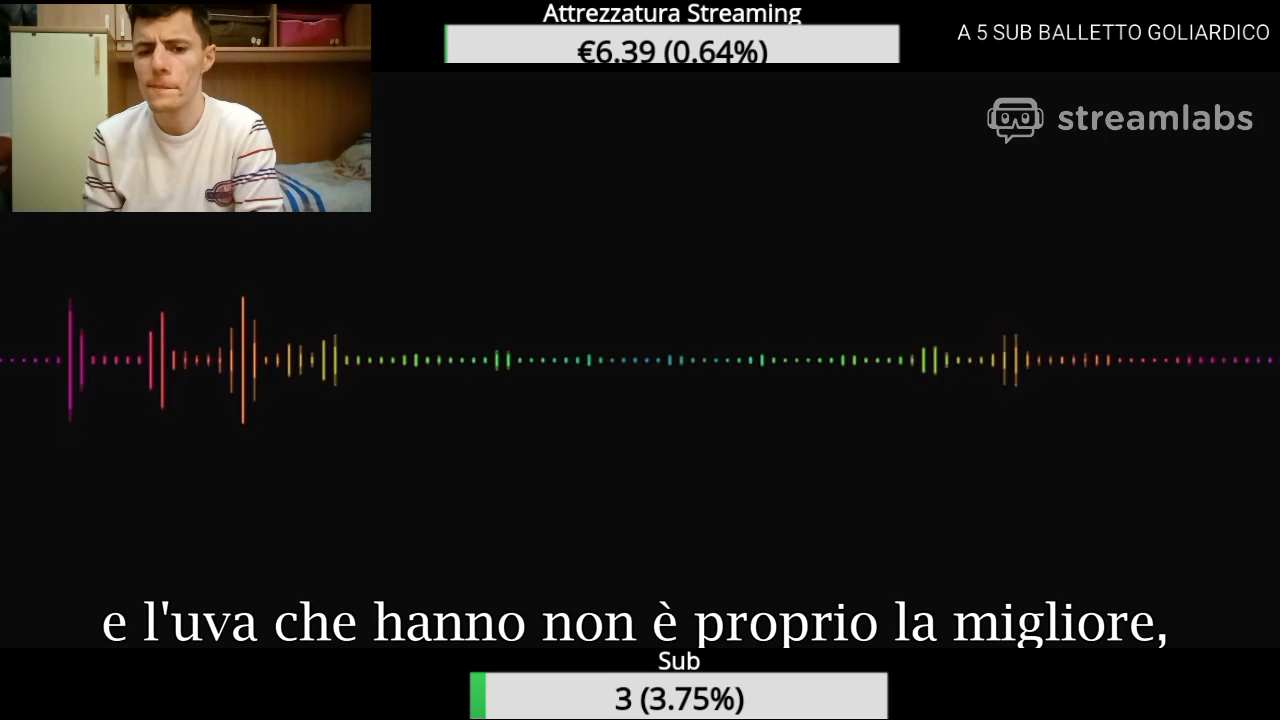 Attrezzatura Streaming
€6.39 (0.64%)
A 5 SUB BALLETTO GOLIARDICO
streamlabs
e l'uva che hanno non è proprio la migliore,
Sub
3 (3.75%)